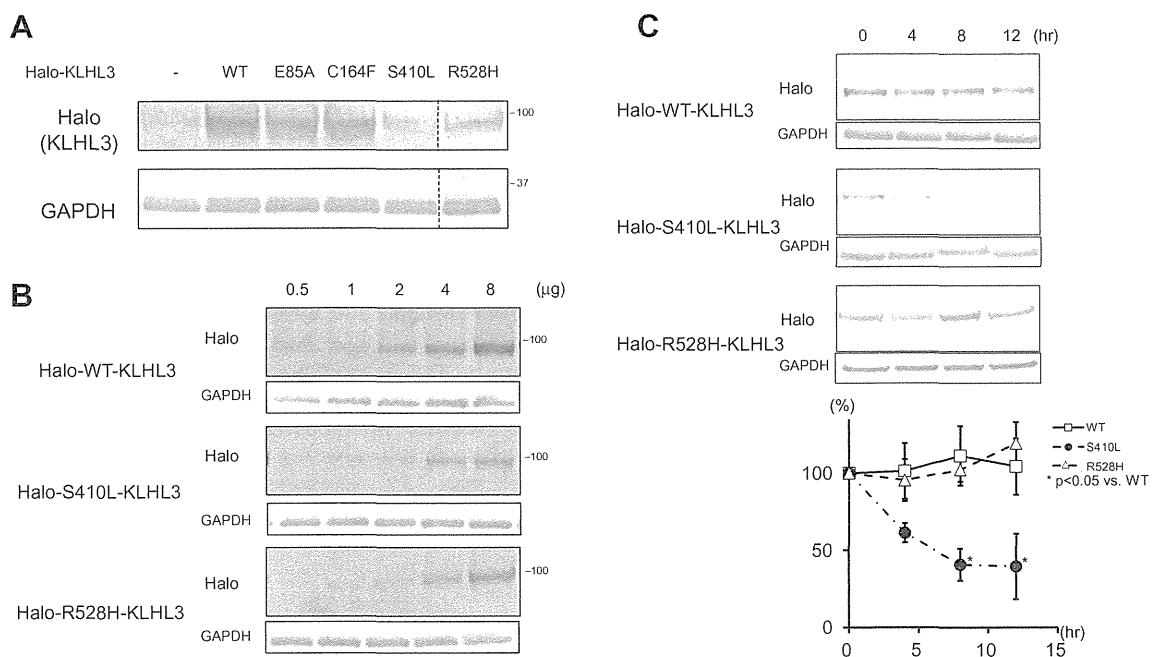 A
Halo-KLHL3 - WT E85A C164F S410L R528H
Halo
(KLHL3)
-100
GAPDH
-37
B
0.5 1 2 4 8 (μg)
Halo-WT-KLHL3
Halo
-100
GAPDH
Halo-S410L-KLHL3
Halo
-100
GAPDH
Halo-R528H-KLHL3
Halo
-100
GAPDH
C
0 4 8 12 (hr)
Halo-WT-KLHL3
Halo
GAPDH
Halo-S410L-KLHL3
Halo
GAPDH
Halo-R528H-KLHL3
Halo
GAPDH
(%)
100
50
0
0 5 10 15 (hr)
* *
WT
S410L
R528H
* p<0.05 vs. WT